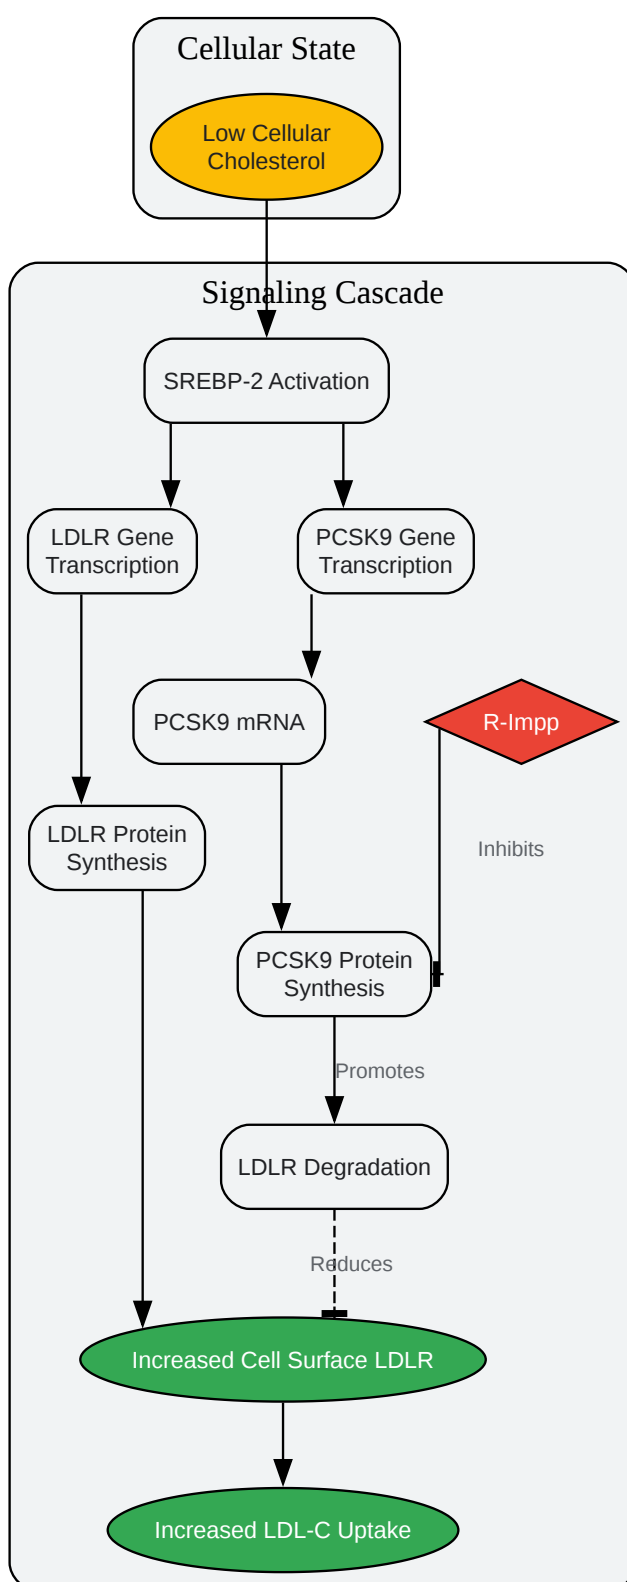 Cellular State
Low Cellular
Cholesterol
Signaling Cascade
SREBP-2 Activation
LDLR Gene
Transcription
PCSK9 Gene
Transcription
PCSK9 mRNA
R-Impp
LDLR Protein
Synthesis
Inhibits
PCSK9 Protein
Synthesis
Promotes
LDLR Degradation
Reduces
Increased Cell Surface LDLR
Increased LDL-C Uptake